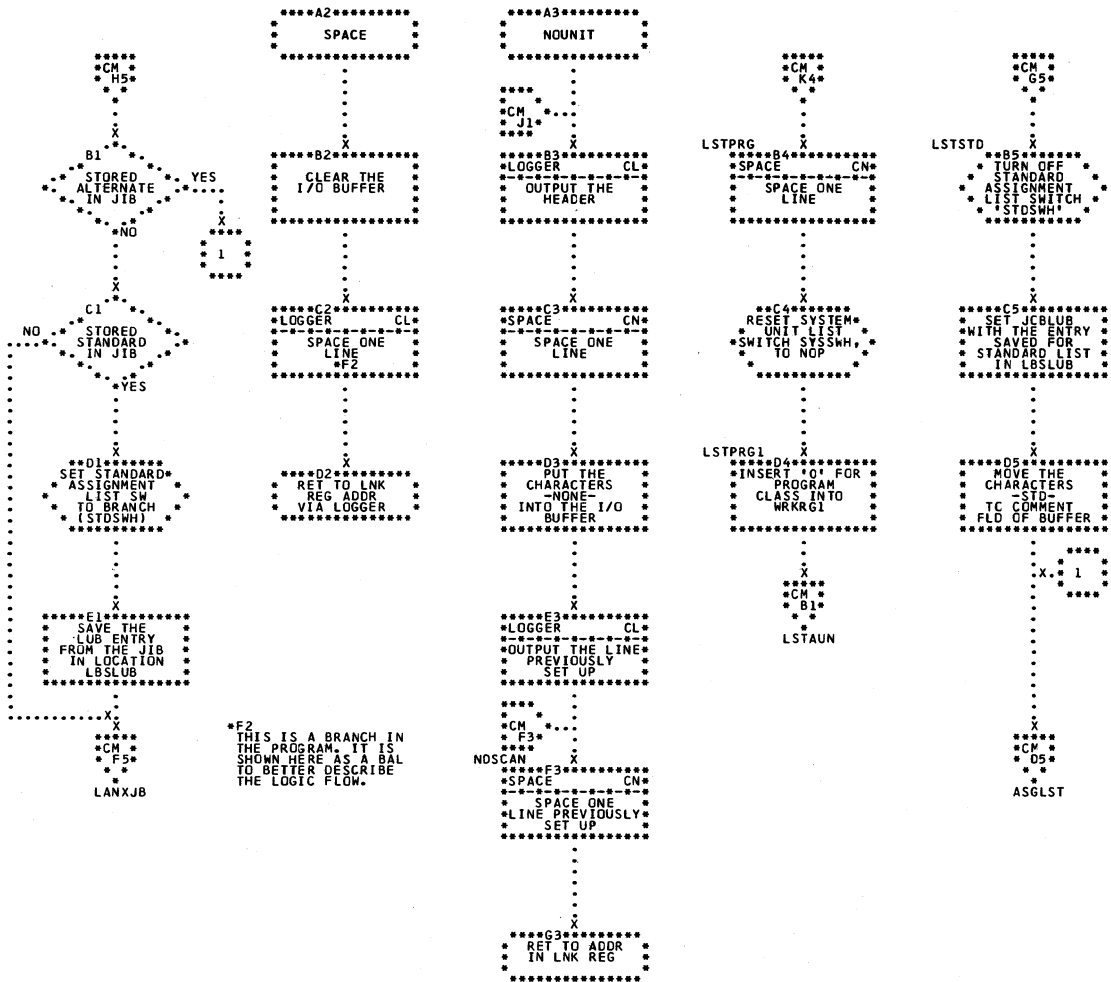 CM
H5
B1
STORED
ALTERNATE
IN JIB
YES
NO
1
C1
STORED
STANDARD
IN JIB
NO
YES
D1
SET STANDARD
ASSIGNMENT
LIST SW
TO BRANCH
(STDSWH)
E1
SAVE THE
LUB ENTRY
FROM THE JIB
IN LOCATION
LBSLUB
CM
F5
LANXJB
A2
SPACE
B2
CLEAR THE
I/O BUFFER
C2
LOGGER CL
SPACE ONE
LINE
*F2
D2
RET TO LNK
REG ADDR
VIA LOGGER
*F2
THIS IS A BRANCH IN
THE PROGRAM. IT IS
SHOWN HERE AS A BAL
TO BETTER DESCRIBE
THE LOGIC FLOW.
A3
NOUNIT
CM
J1
B3
LOGGER CL
OUTPUT THE
HEADER
C3
SPACE CN
SPACE ONE
LINE
D3
PUT THE
CHARACTERS
-NONE-
INTO THE I/O
BUFFER
E3
LOGGER CL
OUTPUT THE LINE
PREVIOUSLY
SET UP
CM
F3
NDSCAN
F3
SPACE CN
SPACE ONE
LINE PREVIOUSLY
SET UP
G3
RET TO ADDR
IN LNK REG
CM
K4
LSTPRG
B4
SPACE CN
SPACE ONE
LINE
C4
RESET SYSTEM
UNIT LIST
SWITCH SYSSWH,
TO NOP
LSTPRG1
D4
INSERT '0' FOR
PROGRAM
CLASS INTO
WRKRG1
CM
B1
LSTAUN
CM
G5
LSTSTD
B5
TURN OFF
STANDARD
ASSIGNMENT
LIST SWITCH
'STDSWH'
C5
SET JCBLUB
WITH THE ENTRY
SAVED FOR
STANDARD LIST
IN LBSLUB
D5
MOVE THE
CHARACTERS
-STD-
TC COMMENT
FLD OF BUFFER
1
CM
D5
ASGLST